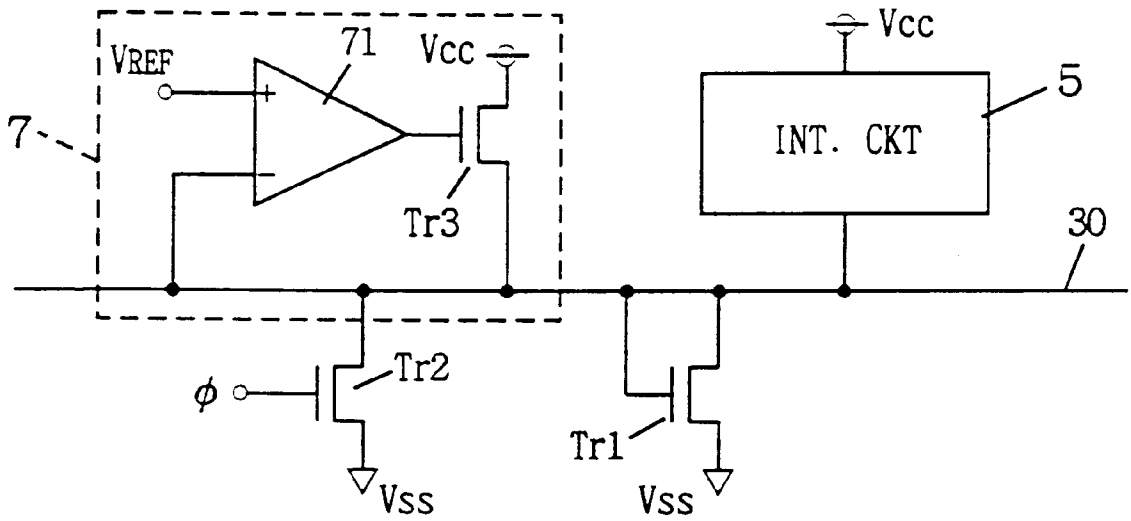 71
VREF
Vcc
+
−
7
Tr3
Vcc
5
INT. CKT
30
ϕ
Tr2
Vss
Tr1
Vss